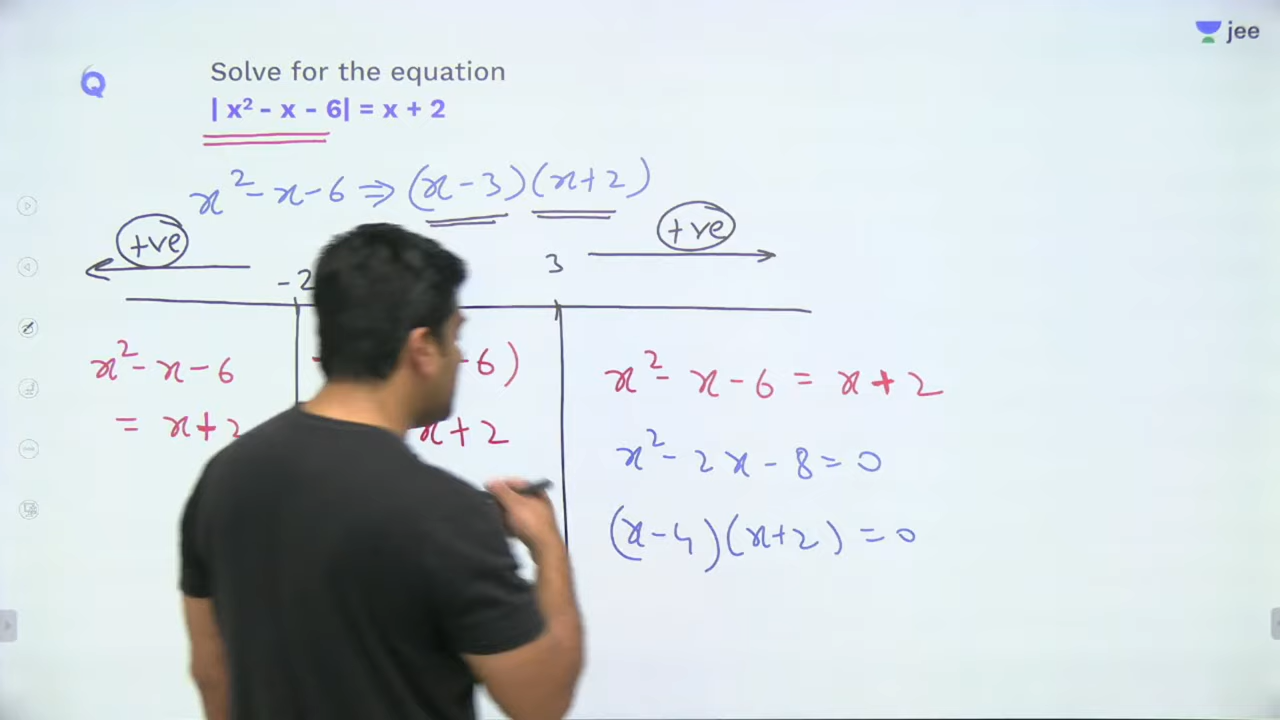 jee
Q
Solve for the equation
| x² - x - 6| = x + 2
x² - x - 6 ⇒ (x - 3)(x + 2)
+ve
+ve
-2
3
x² - x - 6
= x + 2
- 6)
x + 2
x² - x - 6 = x + 2
x² - 2x - 8 = 0
(x - 4)(x + 2) = 0